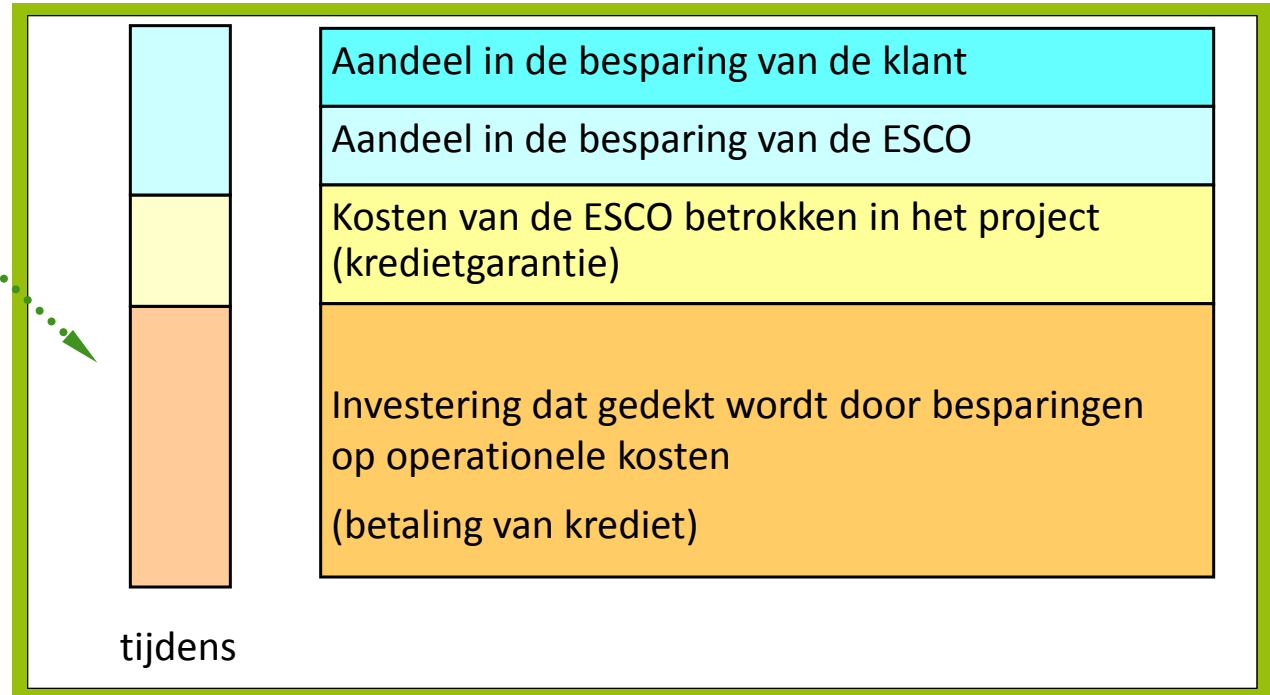 Aandeel in de besparing van de klant
Aandeel in de besparing van de ESCO
Kosten van de ESCO betrokken in het project
(kredietgarantie)
Investering dat gedekt wordt door besparingen
op operationele kosten
(betaling van krediet)
tijdens